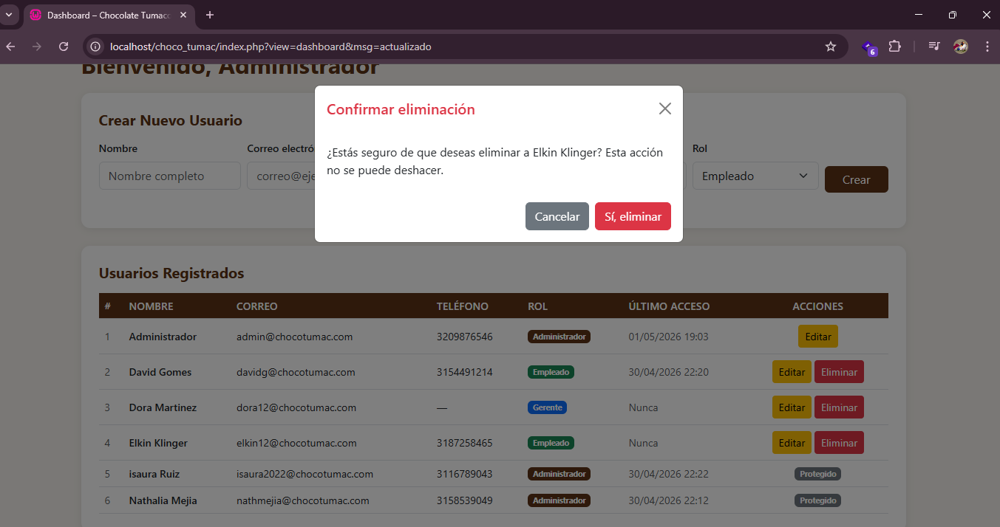 Dashboard – Chocolate Tumaco
localhost/choco_tumac/index.php?view=dashboard&msg=actualizado
6
Bienvenido, Administrador
Confirmar eliminación
¿Estás seguro de que deseas eliminar a Elkin Klinger? Esta acción
no se puede deshacer.
Cancelar Sí, eliminar
Crear Nuevo Usuario
Nombre Correo electró Rol
Nombre completo correo@eje Empleado Crear
Usuarios Registrados
# NOMBRE CORREO TELÉFONO ROL ÚLTIMO ACCESO ACCIONES
1 Administrador admin@chocotumac.com 3209876546 Administrador 01/05/2026 19:03 Editar
2 David Gomes davidg@chocotumac.com 3154491214 Empleado 30/04/2026 22:20 Editar Eliminar
3 Dora Martinez dora12@chocotumac.com — Gerente Nunca Editar Eliminar
4 Elkin Klinger elkin12@chocotumac.com 3187258465 Empleado Nunca Editar Eliminar
5 isaura Ruiz isaura2022@chocotumac.com 3116789043 Administrador 30/04/2026 22:22 Protegido
6 Nathalia Mejia nathmejia@chocotumac.com 3158539049 Administrador 30/04/2026 22:12 Protegido